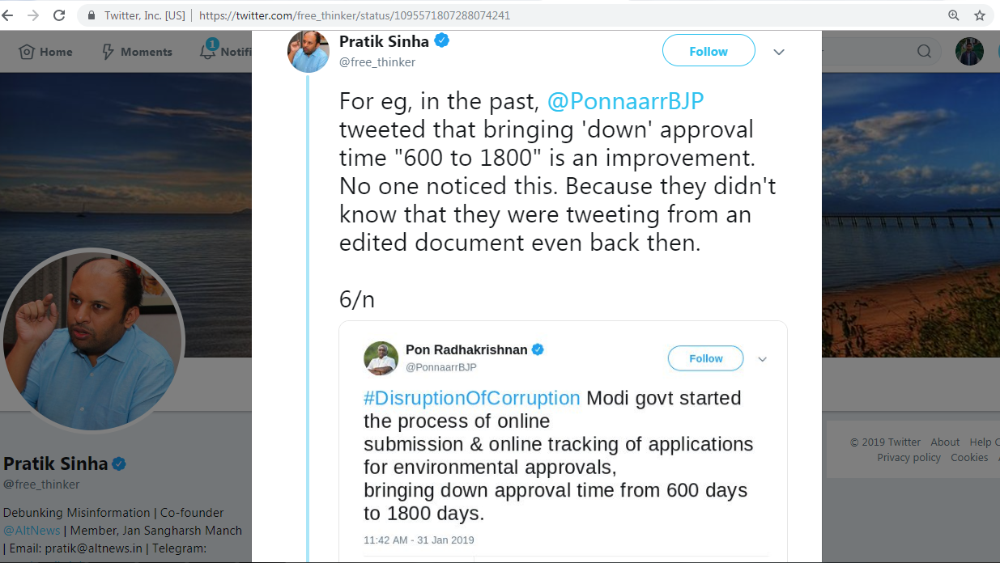 Twitter, Inc. [US] | https://twitter.com/free_thinker/status/1095571807288074241
Home
Moments
1
Notifi
Pratik Sinha
@free_thinker
Follow
For eg, in the past, @PonnaarrBJP
tweeted that bringing 'down' approval
time "600 to 1800" is an improvement.
No one noticed this. Because they didn't
know that they were tweeting from an
edited document even back then.
6/n
Pon Radhakrishnan
@PonnaarrBJP
Follow
#DisruptionOfCorruption Modi govt started
the process of online
submission & online tracking of applications
for environmental approvals,
bringing down approval time from 600 days
to 1800 days.
11:42 AM - 31 Jan 2019
Pratik Sinha
@free_thinker
Debunking Misinformation | Co-founder
@AltNews | Member, Jan Sangharsh Manch
| Email: pratik@altnews.in | Telegram:
© 2019 Twitter About Help C
Privacy policy Cookies